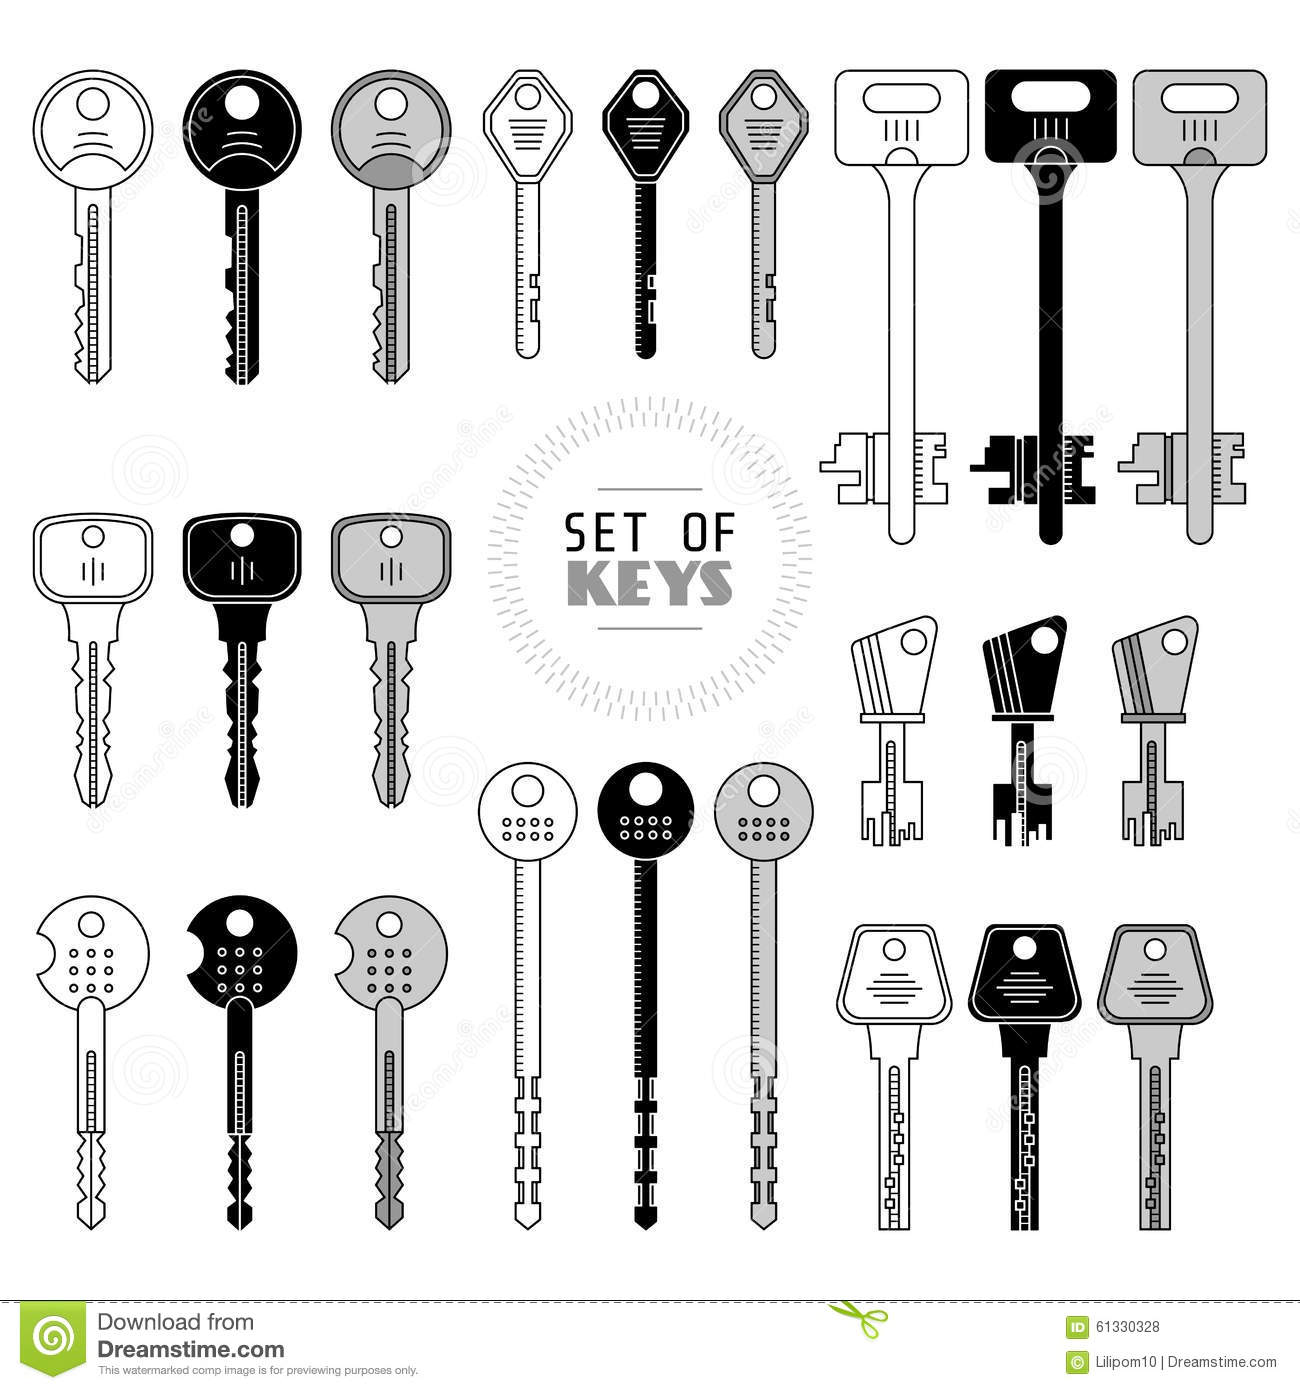 SET OF
KEYS
Download from
Dreamstime.com
This watermarked comp image is for previewing purposes only.
ID 61330328
© Lilipom10 | Dreamstime.com